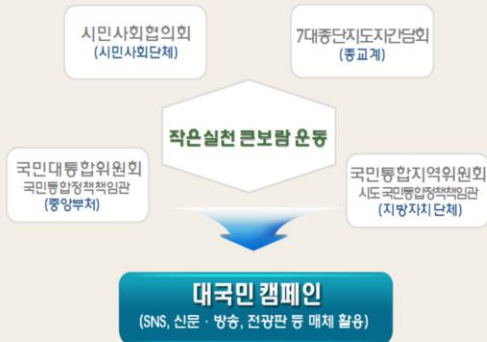 시민사회협의회
(시민사회단체)
7대종단지도자간담회
(종교계)
작은실천 큰보람 운동
국민대통합위원회
국민통합정책책임관
(중앙부처)
국민통합지역위원회
시도 국민통합정책책임관
(지방자치단체)
대국민 캠페인
(SNS, 신문 · 방송, 전광판 등 매체 활용)